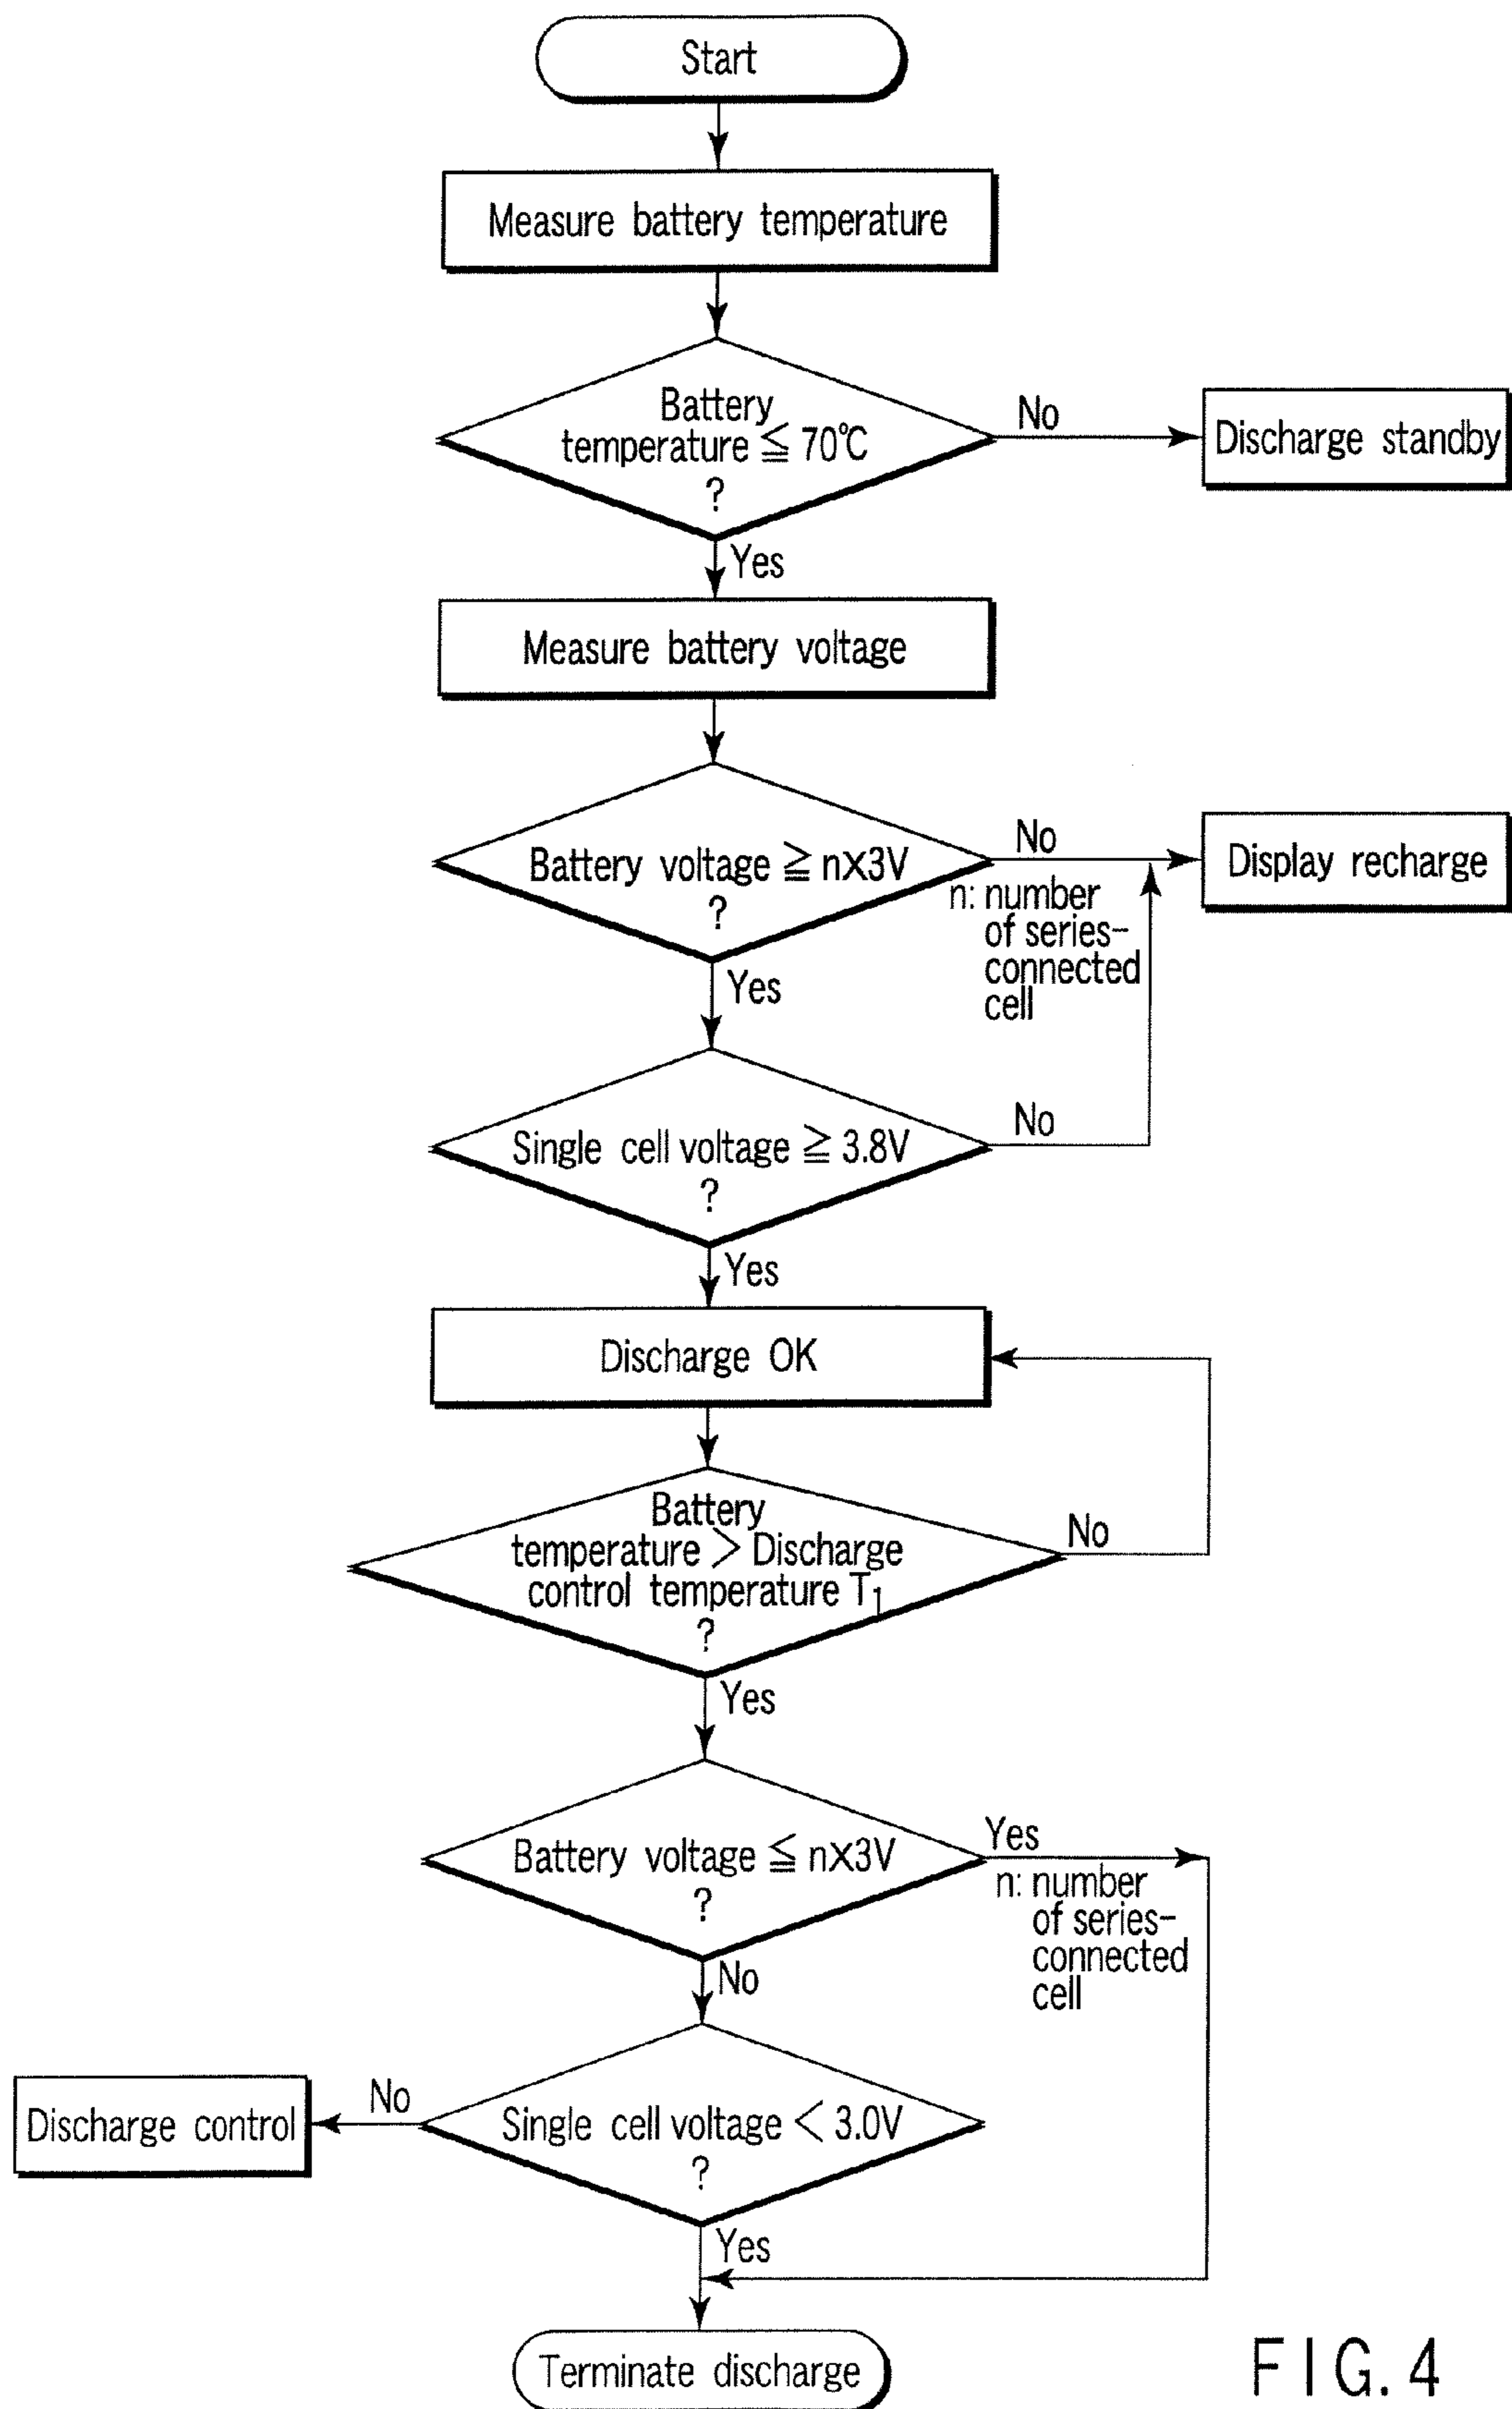 Start
Measure battery temperature
Battery
temperature ≦ 70℃
?
No
Discharge standby
Yes
Measure battery voltage
Battery voltage ≧ nX3V
?
No
n: number
of series-
connected
cell
Display recharge
Yes
Single cell voltage ≧ 3.8V
?
No
Yes
Discharge OK
Battery
temperature > Discharge
control temperature T1
?
No
Yes
Battery voltage ≦ nX3V
?
Yes
n: number
of series-
connected
cell
No
Single cell voltage < 3.0V
?
No
Discharge control
Yes
Terminate discharge
FIG. 4